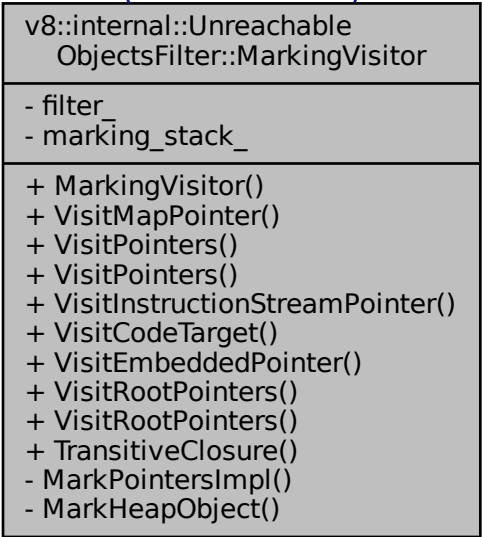 v8::internal::Unreachable
ObjectsFilter::MarkingVisitor
- filter_
- marking_stack_
+ MarkingVisitor()
+ VisitMapPointer()
+ VisitPointers()
+ VisitPointers()
+ VisitInstructionStreamPointer()
+ VisitCodeTarget()
+ VisitEmbeddedPointer()
+ VisitRootPointers()
+ VisitRootPointers()
+ TransitiveClosure()
- MarkPointersImpl()
- MarkHeapObject()